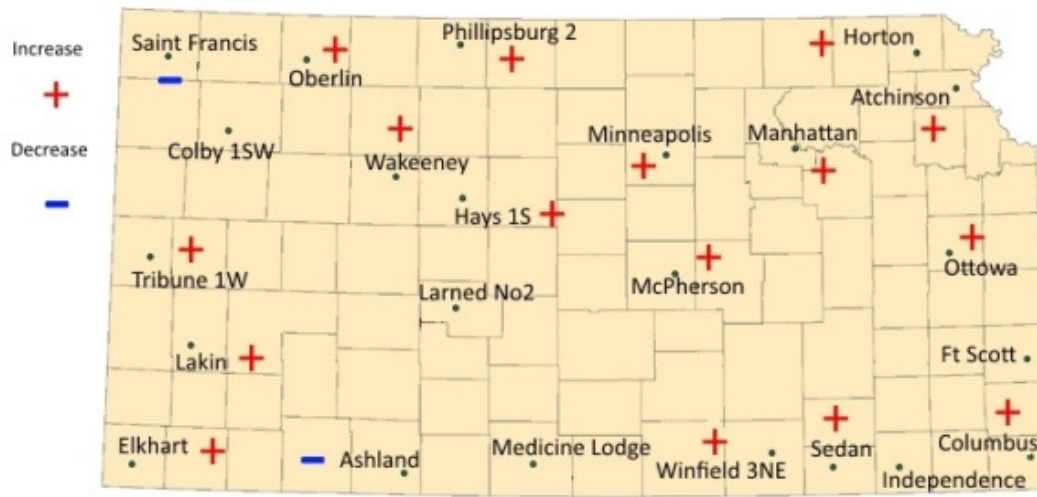 Increase
Decrease
Saint Francis
Oberlin
Phillipsburg 2
Horton
Atchinson
Colby 1SW
Wakeeney
Minneapolis
Manhattan
Hays 1S
Tribune 1W
Larned No2
McPherson
Ottowa
Lakin
Ft Scott
Elkhart
Ashland
Medicine Lodge
Winfield 3NE
Sedan
Columbus
Independence